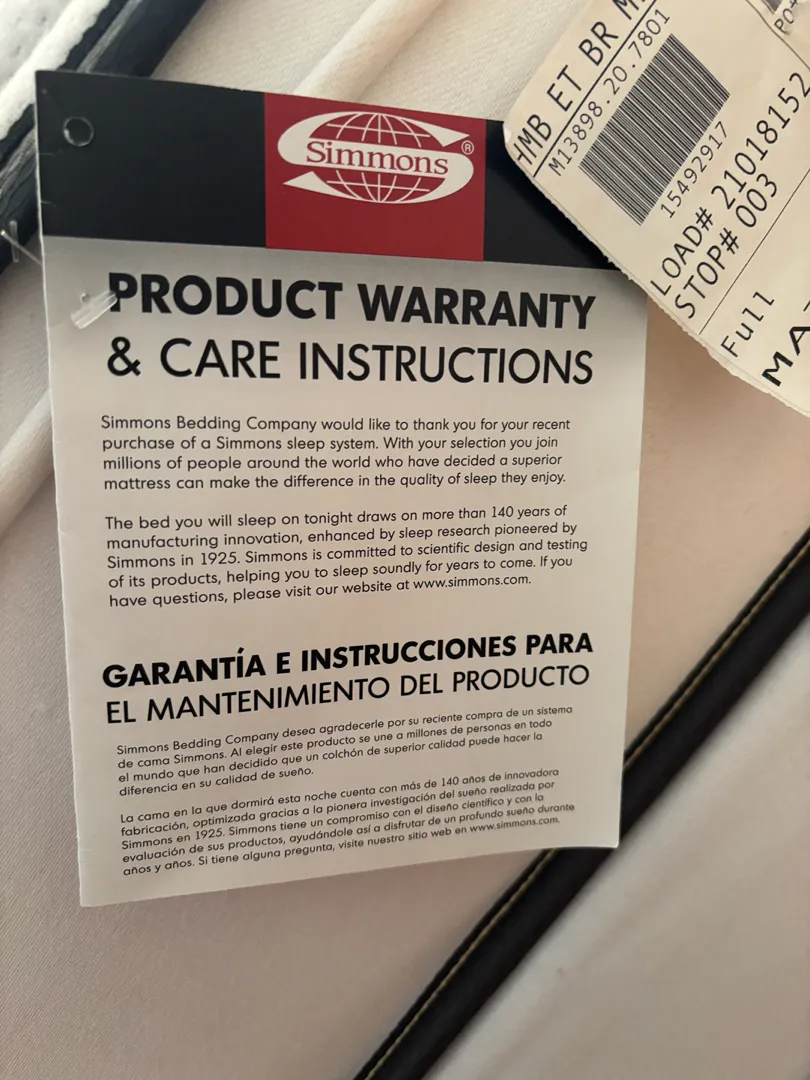 Simmons®
PRODUCT WARRANTY
& CARE INSTRUCTIONS
Simmons Bedding Company would like to thank you for your recent
purchase of a Simmons sleep system. With your selection you join
millions of people around the world who have decided a superior
mattress can make the difference in the quality of sleep they enjoy.
The bed you will sleep on tonight draws on more than 140 years of
manufacturing innovation, enhanced by sleep research pioneered by
Simmons in 1925. Simmons is committed to scientific design and testing
of its products, helping you to sleep soundly for years to come. If you
have questions, please visit our website at www.simmons.com.
GARANTÍA E INSTRUCCIONES PARA
EL MANTENIMIENTO DEL PRODUCTO
Simmons Bedding Company desea agradecerle por su reciente compra de un sistema
de cama Simmons. Al elegir este producto se une a millones de personas en todo
el mundo que han decidido que un colchón de superior calidad puede hacer la
diferencia en su calidad de sueño.
La cama en la que dormirá esta noche cuenta con más de 140 años de innovadora
fabricación, optimizada gracias a la pionera investigación del sueño realizada por
Simmons en 1925. Simmons tiene un compromiso con el diseño científico y con la
evaluación de sus productos, ayudándole así a disfrutar de un profundo sueño durante
años y años. Si tiene alguna pregunta, visite nuestro sitio web en www.simmons.com.
HMB ET BR
M13898.20.7801
15492917
LOAD# 21018152
STOP# 003
Full